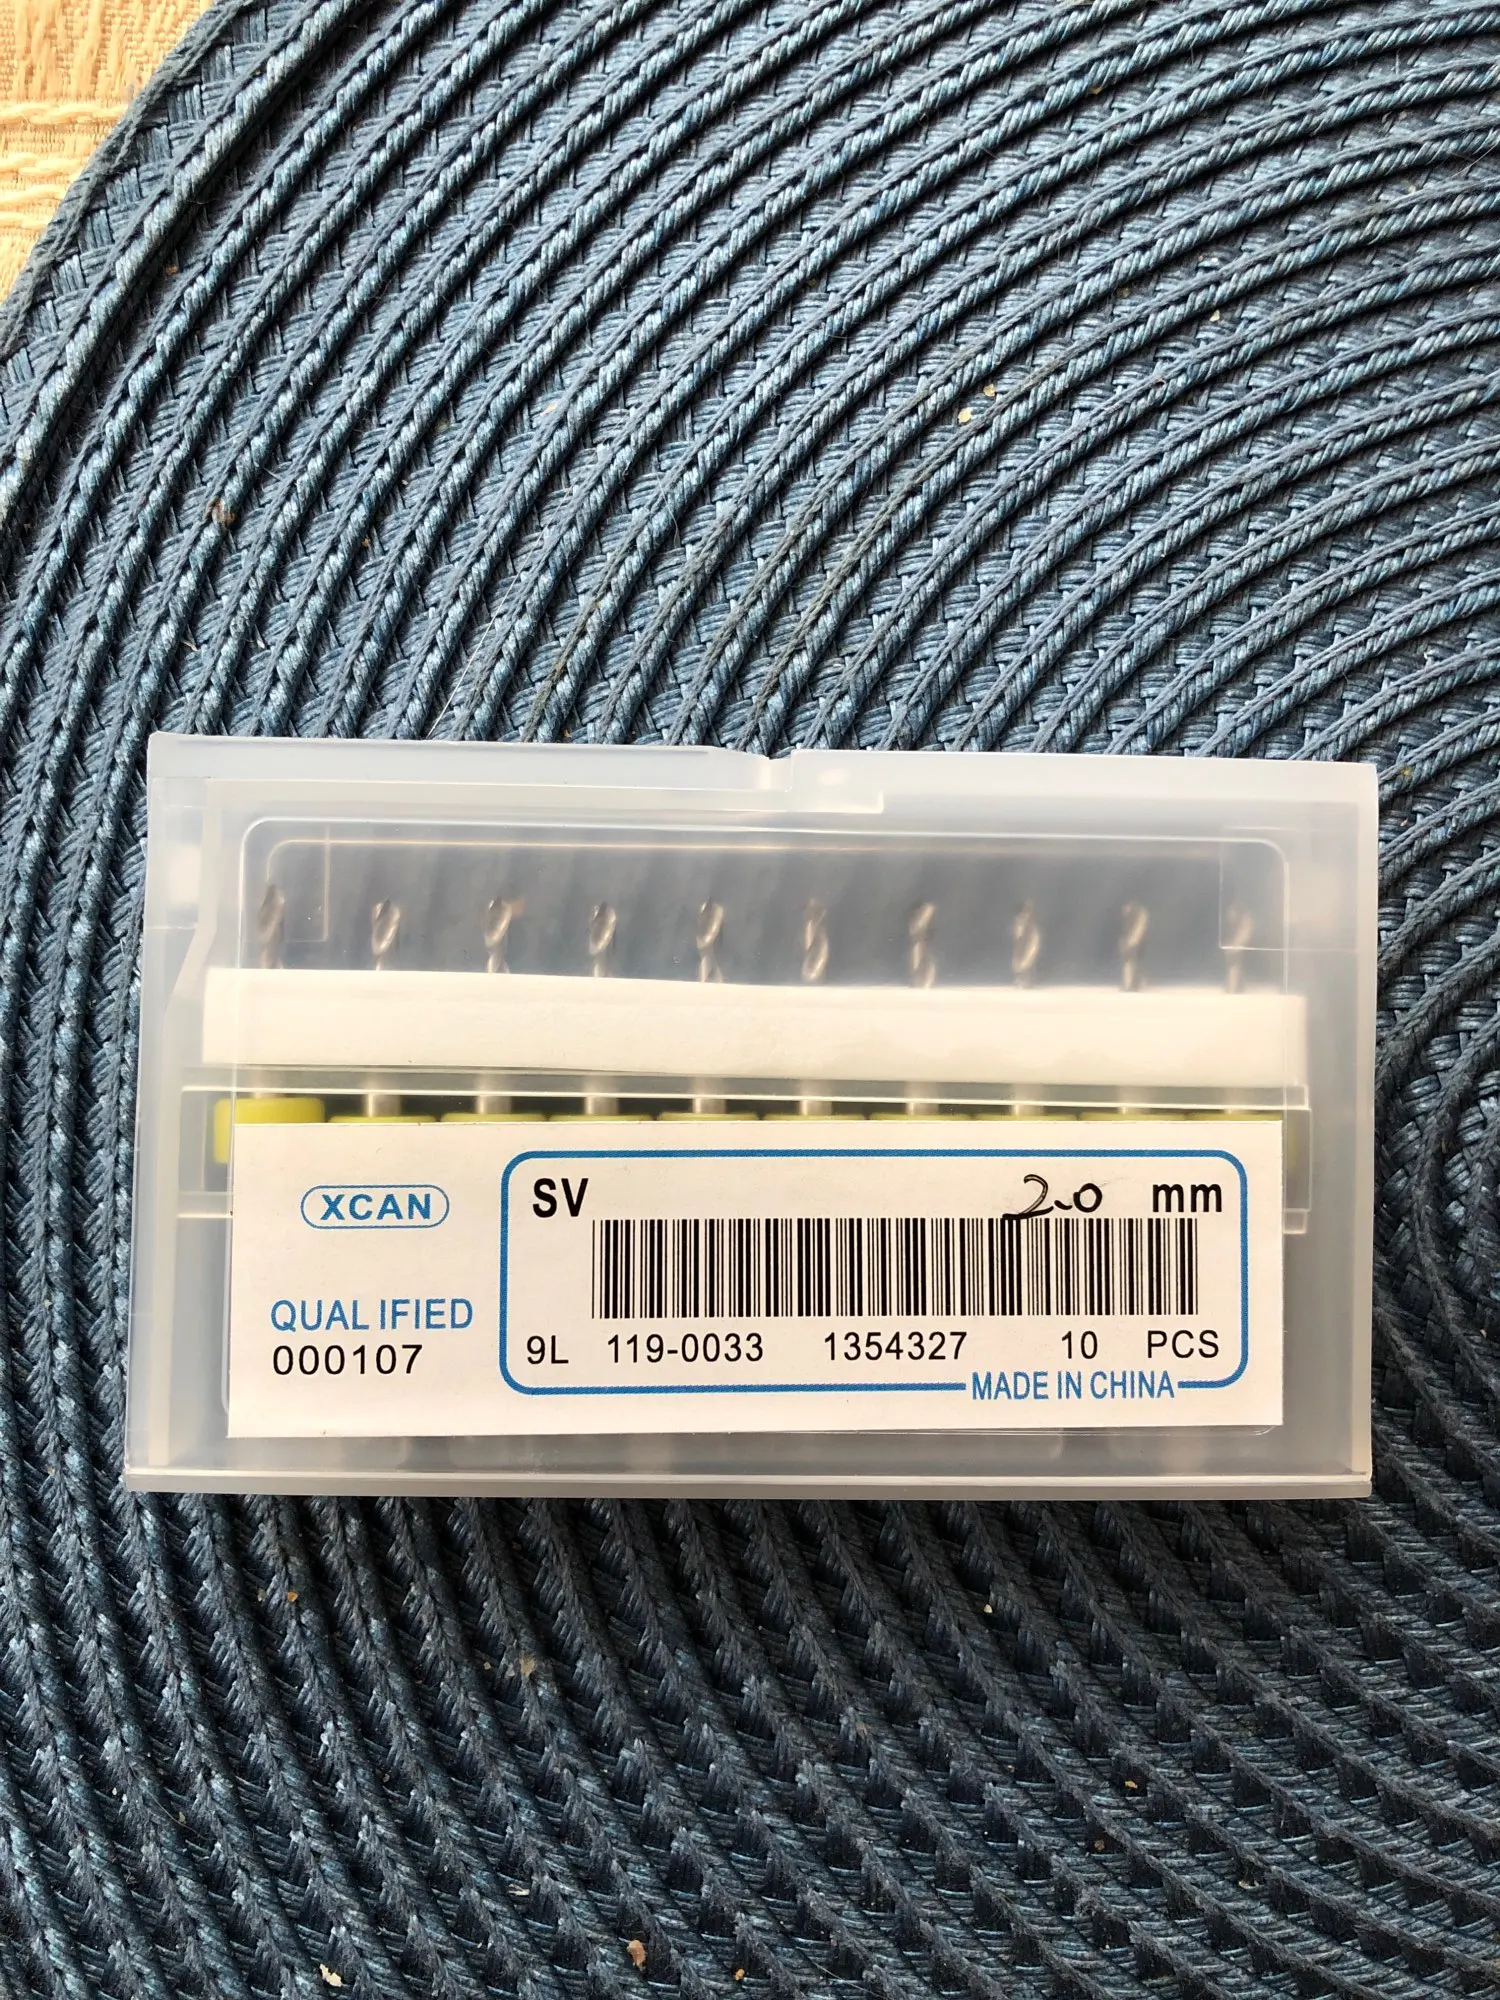 XCAN
QUALIFIED
000107
SV 2.0 mm
9L 119-0033 1354327 10 PCS
MADE IN CHINA